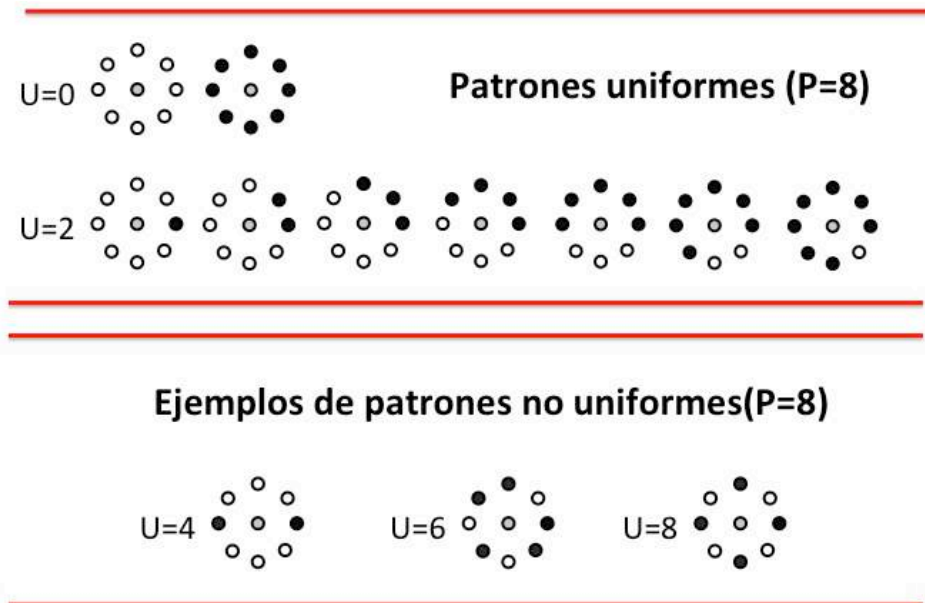 U=0
Patrones uniformes (P=8)
U=2
Ejemplos de patrones no uniformes(P=8)
U=4
U=6
U=8